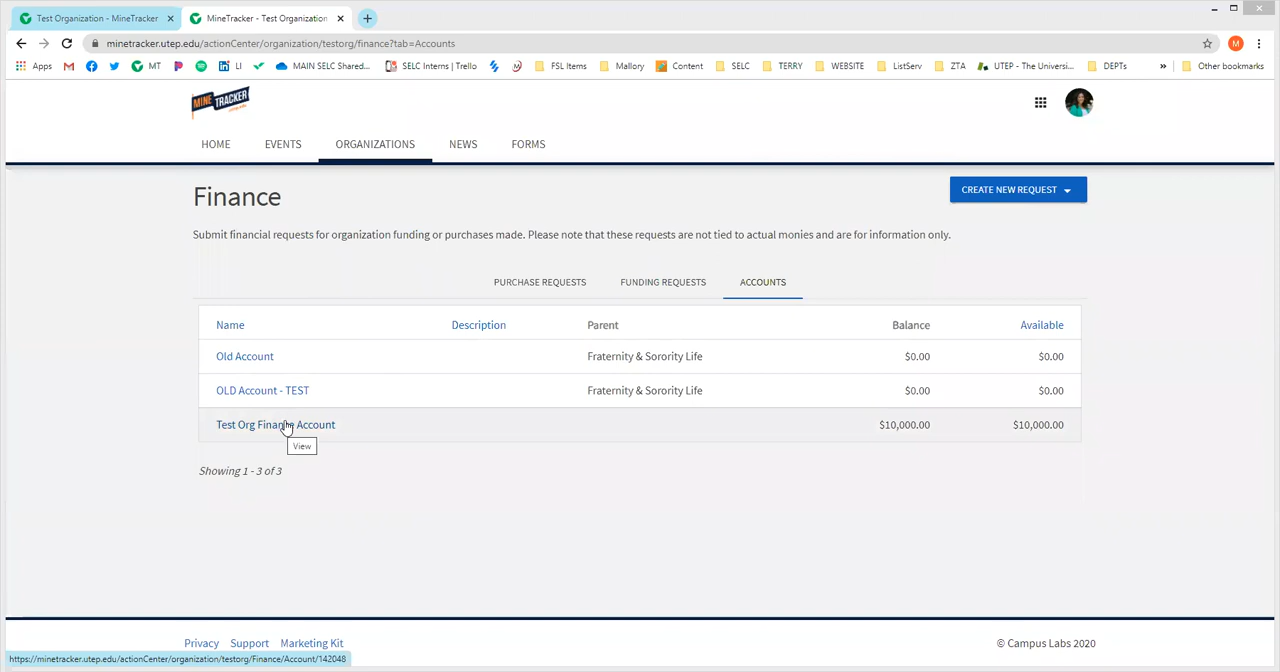 Test Organization - MineTracker
MineTracker - Test Organization
minetracker.utep.edu/actionCenter/organization/testorg/finance?tab=Accounts
M
Apps MT LI MAIN SELC Shared... SELC Interns | Trello FSL Items Mallory Content SELC TERRY WEBSITE ListServ ZTA UTEP - The Universi... DEPTs » Other bookmarks
MINE TRACKER
HOME EVENTS ORGANIZATIONS NEWS FORMS
Finance
CREATE NEW REQUEST
Submit financial requests for organization funding or purchases made. Please note that these requests are not tied to actual monies and are for information only.
PURCHASE REQUESTS FUNDING REQUESTS ACCOUNTS
Name Description Parent Balance Available
Old Account Fraternity & Sorority Life $0.00 $0.00
OLD Account - TEST Fraternity & Sorority Life $0.00 $0.00
Test Org Finance Account $10,000.00 $10,000.00
View
Showing 1 - 3 of 3
Privacy Support Marketing Kit © Campus Labs 2020
https://minetracker.utep.edu/actionCenter/organization/testorg/Finance/Account/142048